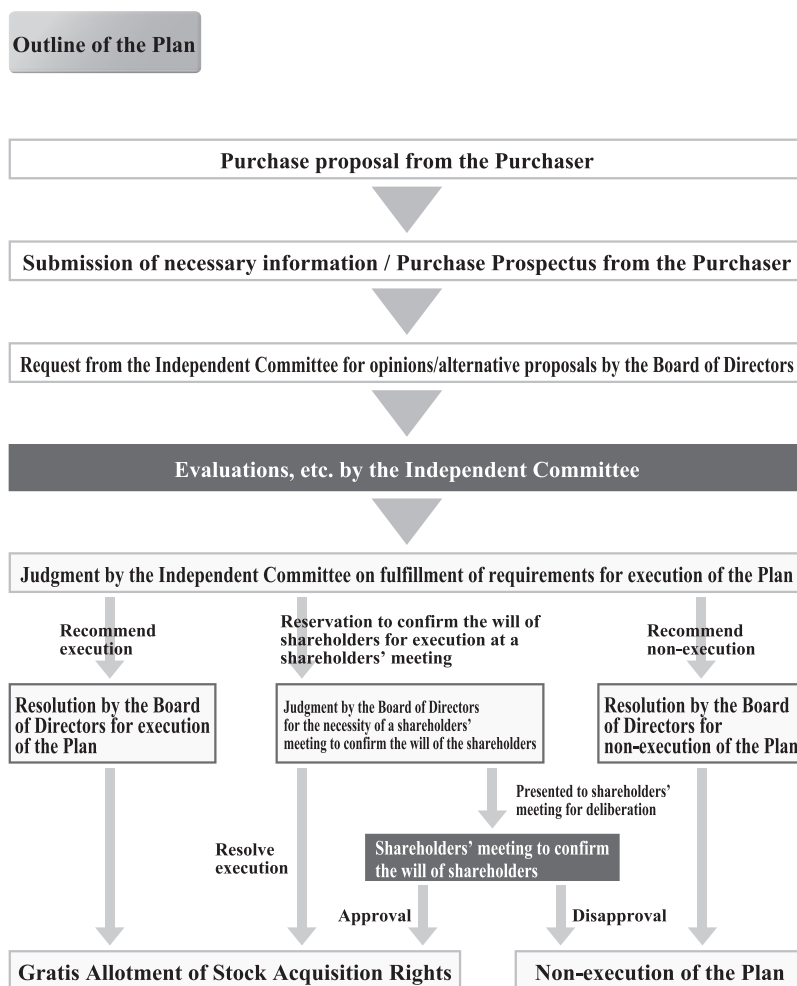 Outline of the Plan
Purchase proposal from the Purchaser
Submission of necessary information / Purchase Prospectus from the Purchaser
Request from the Independent Committee for opinions/alternative proposals by the Board of Directors
Evaluations, etc. by the Independent Committee
Judgment by the Independent Committee on fulfillment of requirements for execution of the Plan
Recommend
execution
Reservation to confirm the will of
shareholders for execution at a
shareholders' meeting
Recommend
non-execution
Resolution by the Board
of Directors for execution
of the Plan
Judgment by the Board of Directors
for the necessity of a shareholders'
meeting to confirm the will of the shareholders
Resolution by the Board
of Directors for
non-execution of the Plan
Presented to shareholders'
meeting for deliberation
Resolve
execution
Shareholders' meeting to confirm
the will of shareholders
Approval
Disapproval
Gratis Allotment of Stock Acquisition Rights
Non-execution of the Plan